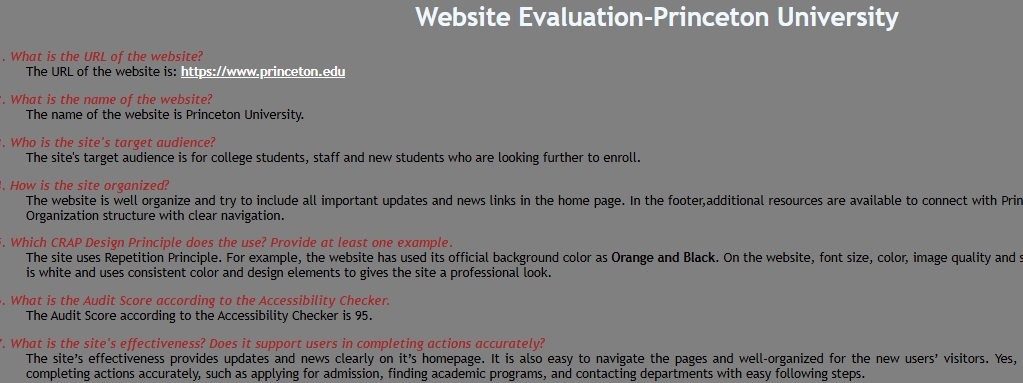 Website Evaluation-Princeton University
. What is the URL of the website?
The URL of the website is: https://www.princeton.edu
. What is the name of the website?
The name of the website is Princeton University.
. Who is the site's target audience?
The site's target audience is for college students, staff and new students who are looking further to enroll.
. How is the site organized?
The website is well organize and try to include all important updates and news links in the home page. In the footer,additional resources are available to connect with Prin
Organization structure with clear navigation.
. Which CRAP Design Principle does the use? Provide at least one example.
The site uses Repetition Principle. For example, the website has used its official background color as Orange and Black. On the website, font size, color, image quality and s
is white and uses consistent color and design elements to gives the site a professional look.
. What is the Audit Score according to the Accessibility Checker.
The Audit Score according to the Accessibility Checker is 95.
. What is the site's effectiveness? Does it support users in completing actions accurately?
The site’s effectiveness provides updates and news clearly on it’s homepage. It is also easy to navigate the pages and well-organized for the new users’ visitors. Yes,
completing actions accurately, such as applying for admission, finding academic programs, and contacting departments with easy following steps.